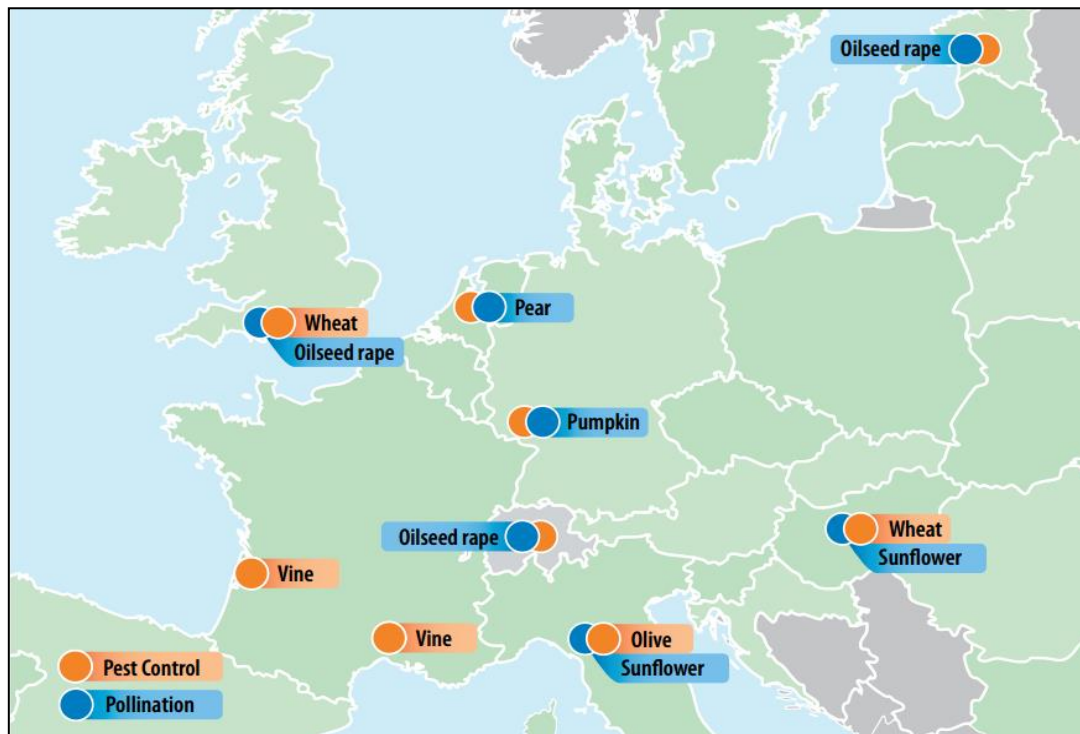 Oilseed rape
Wheat
Oilseed rape
Pear
Pumpkin
Oilseed rape
Wheat
Sunflower
Vine
Vine
Olive
Sunflower
Pest Control
Pollination